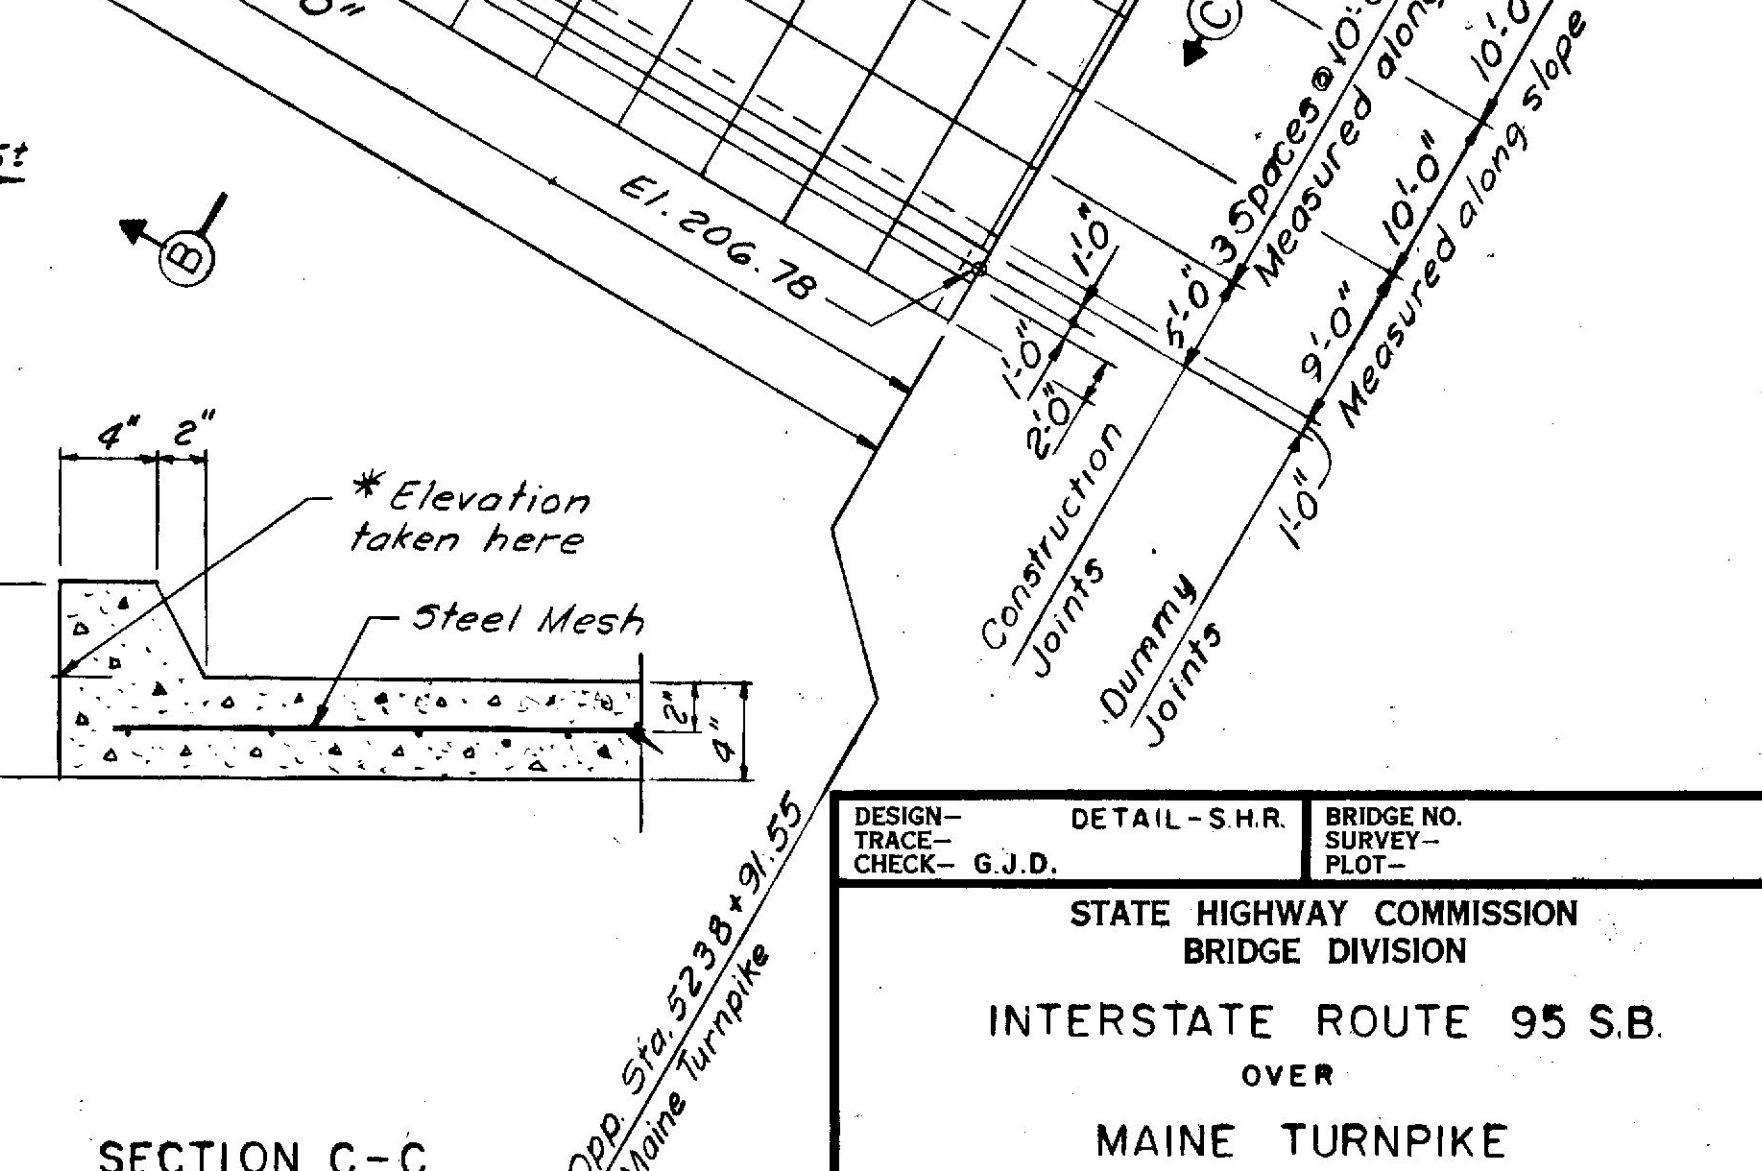 0"
C
3 Spaces @ 10'-0
Measured along
10'-0
10'-0"
9'-0"
Measured along slope
5'-0"
1'-0"
1'-0"
2'-0"
1'-0"
El. 206.78
B
4"
2"
* Elevation
taken here
Steel Mesh
2"
4"
Construction
Joints
Dummy
Joints
Opp. Sta. 5238+91.55
Maine Turnpike
SECTION C-C
DESIGN–
DETAIL – S.H.R.
TRACE–
CHECK– G.J.D.
BRIDGE NO.
SURVEY–
PLOT–
STATE HIGHWAY COMMISSION
BRIDGE DIVISION
INTERSTATE ROUTE 95 S.B.
OVER
MAINE TURNPIKE